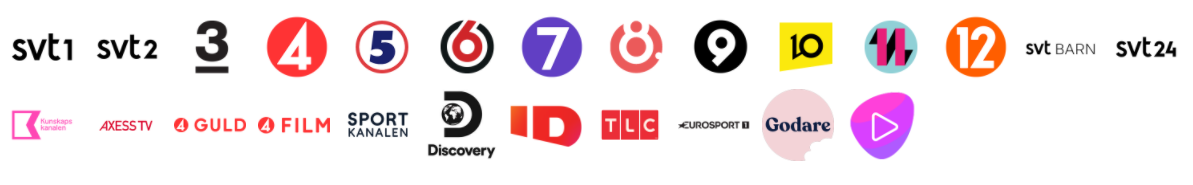 svt1 svt2 3 4 5 6 7 8 9 10 11 12 svt BARN svt24
Kunskaps
kanalen
AXESS TV 4 GULD 4 FILM
SPORT
KANALEN
D
Discovery
ID TLC EUROSPORT 1 Godare